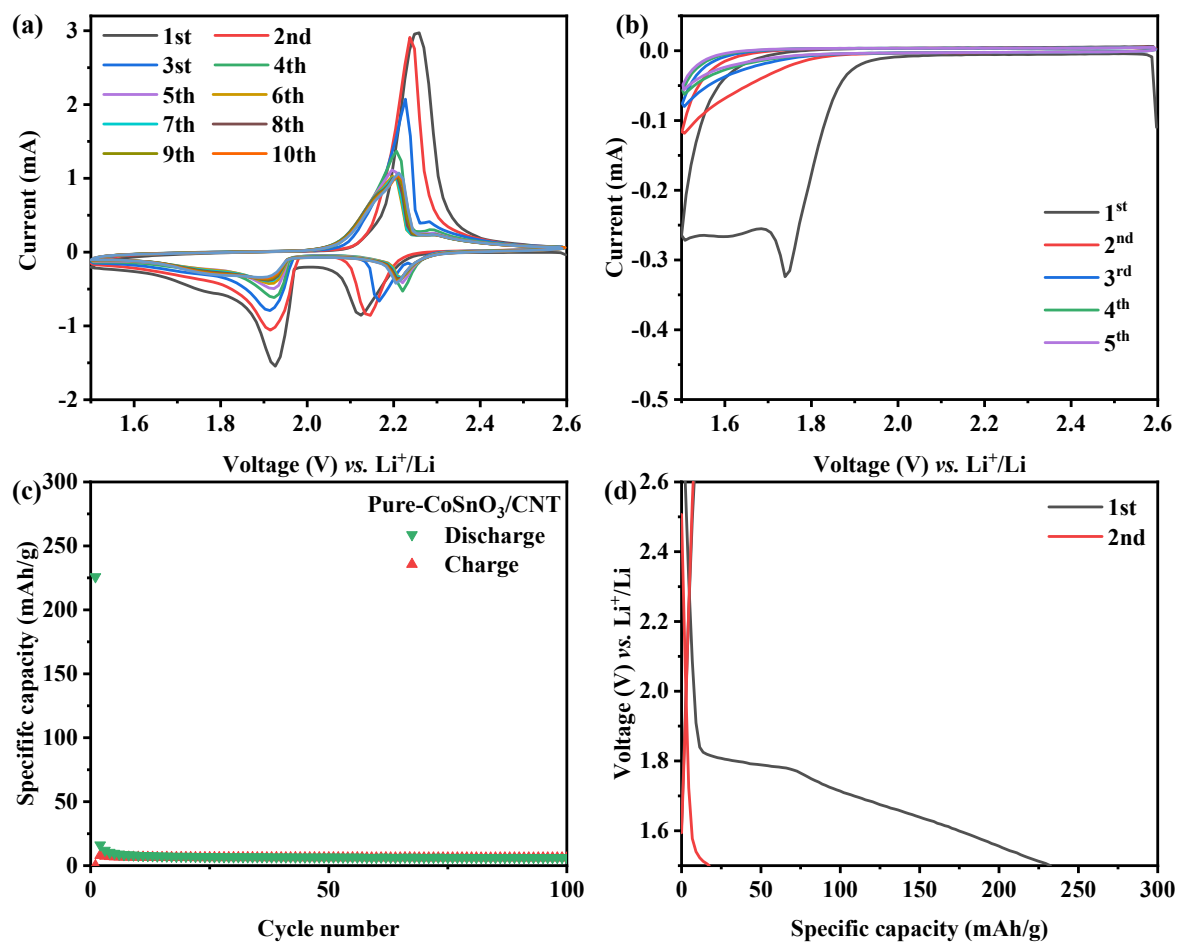 (a)
1st 2nd
3st 4th
5th 6th
7th 8th
9th 10th
3
2
1
0
-1
-2
Current (mA)
1.6 1.8 2.0 2.2 2.4 2.6
Voltage (V) vs. Li⁺/Li
(b)
0.0
-0.1
-0.2
-0.3
-0.4
-0.5
Current (mA)
1ˢᵗ
2ⁿᵈ
3ʳᵈ
4ᵗʰ
5ᵗʰ
1.6 1.8 2.0 2.2 2.4 2.6
Voltage (V) vs. Li⁺/Li
(c)
300
250
200
150
100
50
0
Specififc capacity (mAh/g)
Pure-CoSnO₃/CNT
Discharge
Charge
0 50 100
Cycle number
(d)
2.6
2.4
2.2
2.0
1.8
1.6
Voltage (V) vs. Li⁺/Li
1st
2nd
0 50 100 150 200 250 300
Specific capacity (mAh/g)